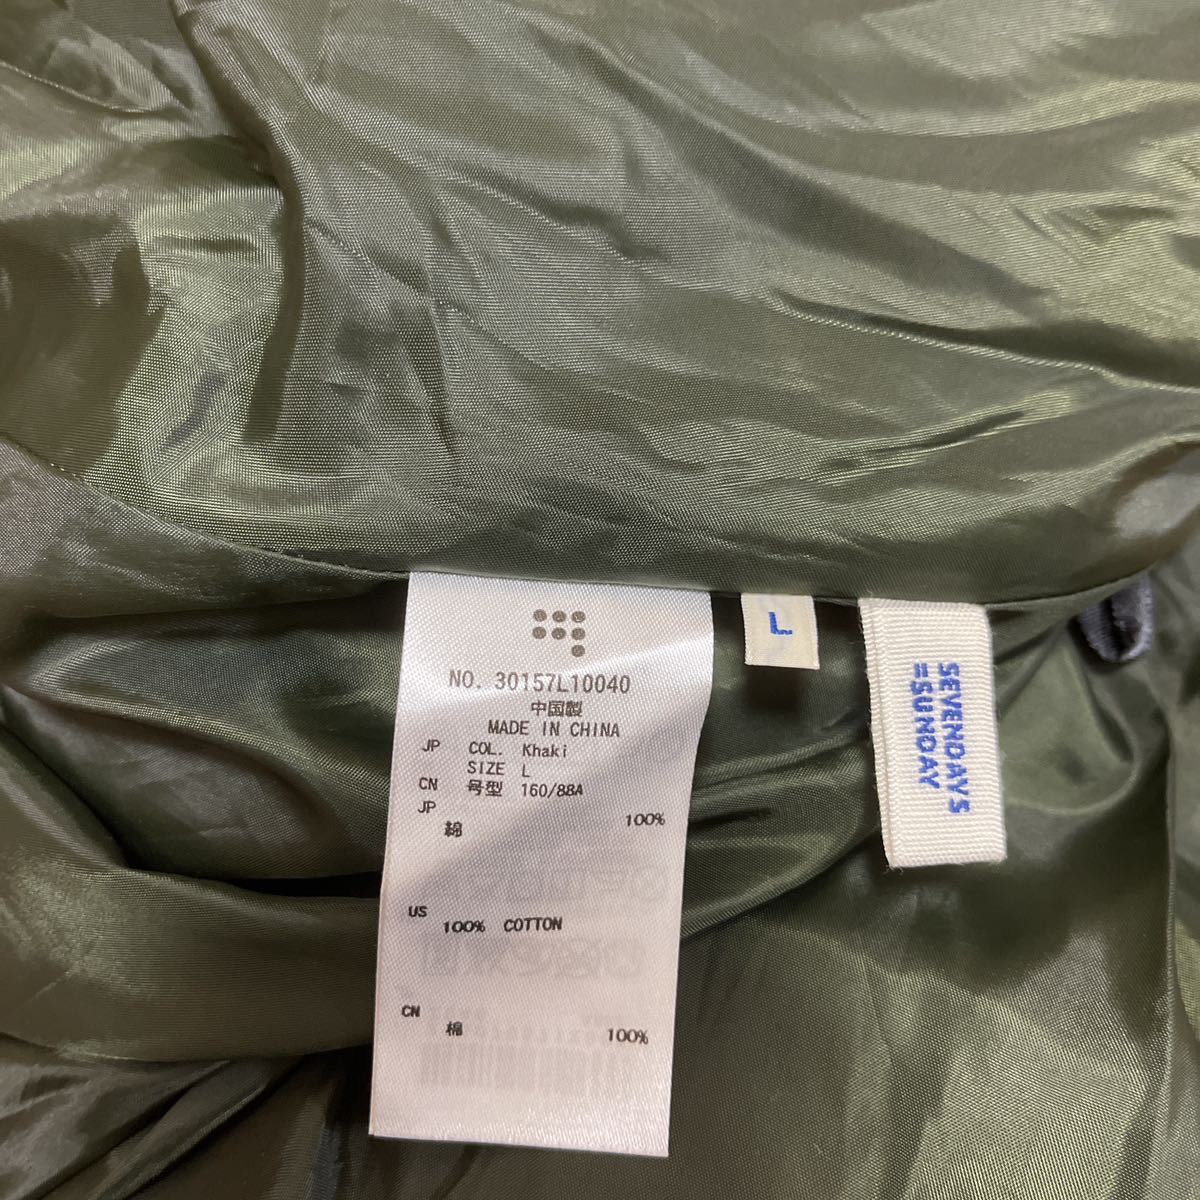 NO. 30157L10040
中国製
MADE IN CHINA
JP COL. Khaki
SIZE L
CN 号型 160/88A
JP
綿 100%
US
100% COTTON
CN
棉 100%
L
SEVENDAYS
=SUNDAY